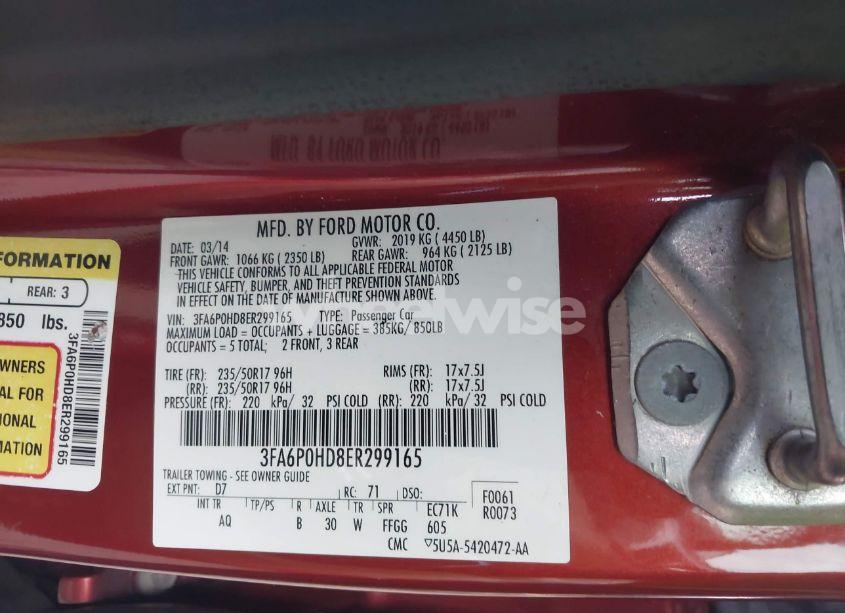 MFD. BY FORD MOTOR CO.
DATE: 03/14 GVWR: 2019 KG ( 4450 LB)
FRONT GAWR: 1066 KG ( 2350 LB) REAR GAWR: 964 KG ( 2125 LB)
THIS VEHICLE CONFORMS TO ALL APPLICABLE FEDERAL MOTOR
VEHICLE SAFETY, BUMPER, AND THEFT PREVENTION STANDARDS
IN EFFECT ON THE DATE OF MANUFACTURE SHOWN ABOVE.
VIN: 3FA6P0HD8ER299165 TYPE: Passenger Car
MAXIMUM LOAD = OCCUPANTS + LUGGAGE = 385KG/ 850LB
OCCUPANTS = 5 TOTAL; 2 FRONT, 3 REAR
TIRE (FR): 235/50R17 96H RIMS (FR): 17x7.5J
(RR): 235/50R17 96H (RR): 17x7.5J
PRESSURE (FR): 220 kPa/ 32 PSI COLD (RR): 220 kPa/ 32 PSI COLD
3FA6P0HD8ER299165
TRAILER TOWING - SEE OWNER GUIDE
EXT PNT: D7 RC: 71 DSO: F0061
INT TR TP/PS R AXLE TR SPR EC71K R0073
AQ B 30 W FFGG 605
CMC ▽5U5A-5420472-AA
FORMATION
REAR: 3
850 lbs.
OWNERS
AL FOR
IONAL
MATION
3FA6P0HD8ER299165